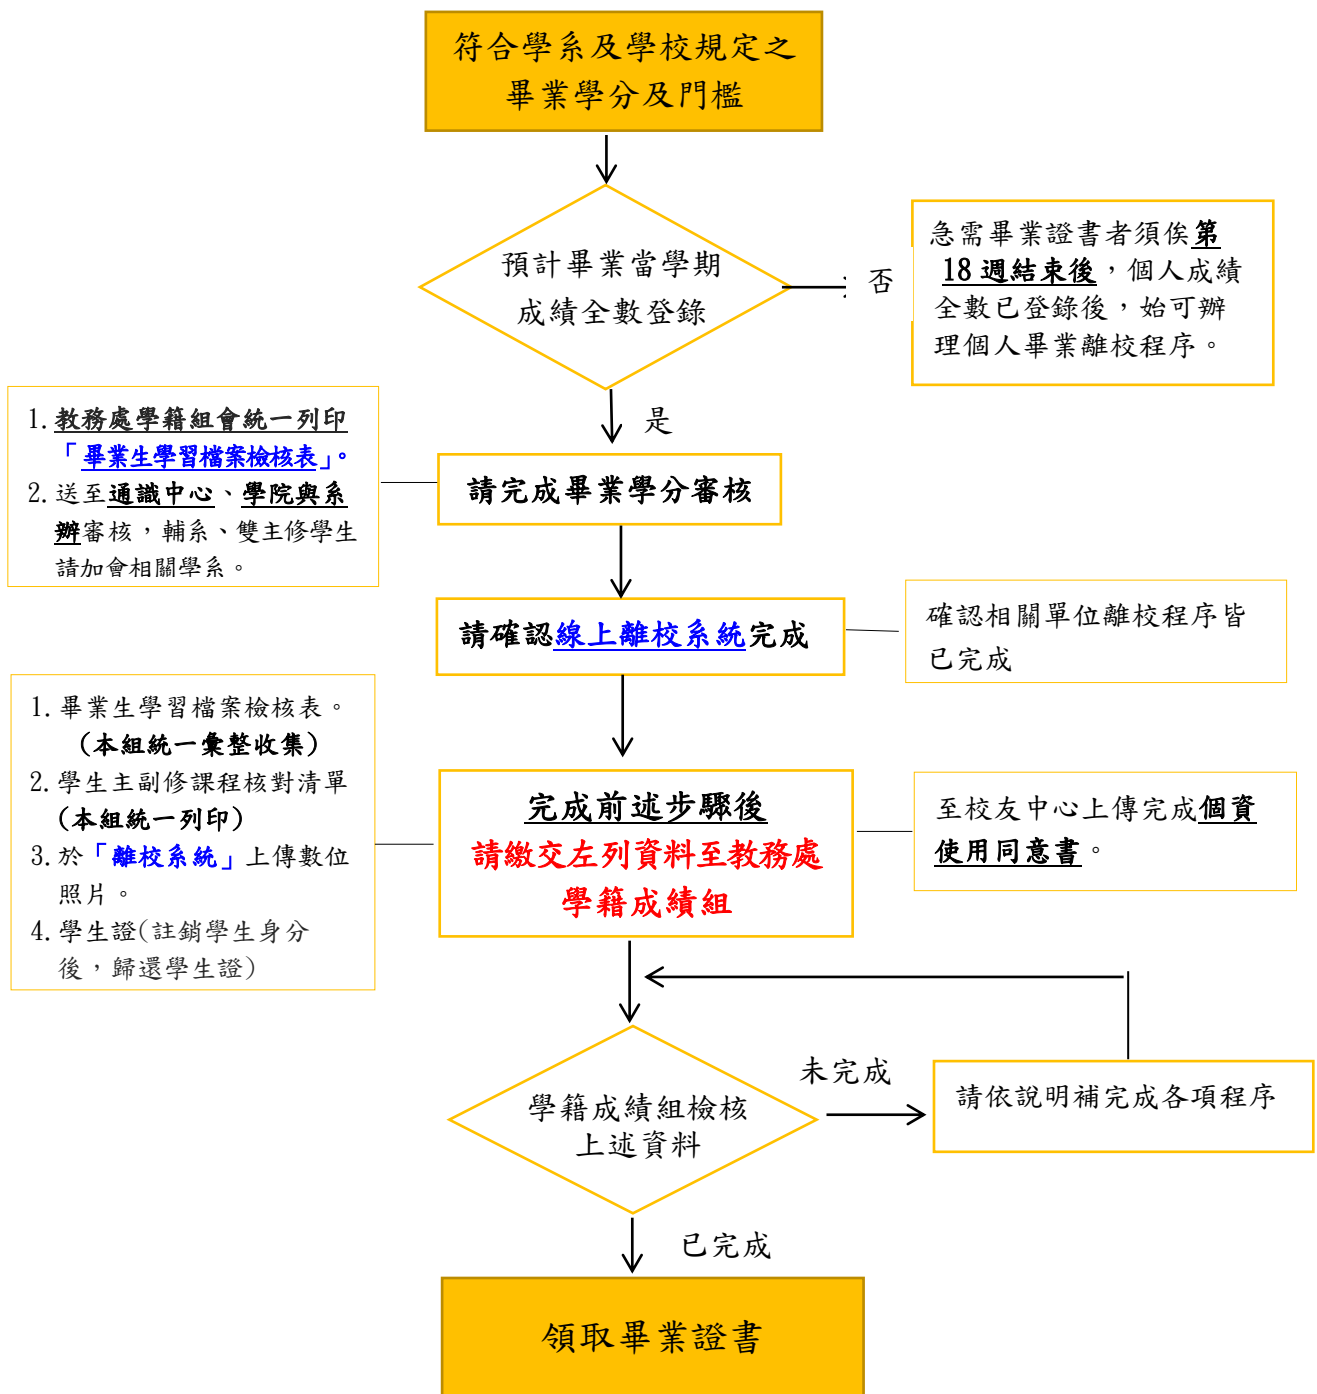 符合學系及學校規定之
畢業學分及門檻
預計畢業當學期
成績全數登錄
否
急需畢業證書者須俟第
18週結束後，個人成績
全數已登錄後，始可辦
理個人畢業離校程序。
是
1.教務處學籍組會統一列印
「畢業生學習檔案檢核表」。
2.送至通識中心、學院與系
辦審核，輔系、雙主修學生
請加會相關學系。
請完成畢業學分審核
請確認線上離校系統完成
確認相關單位離校程序皆
已完成
1.畢業生學習檔案檢核表。
(本組統一彙整收集)
2.學生主副修課程核對清單
(本組統一列印)
3.於「離校系統」上傳數位
照片。
4.學生證(註銷學生身分
後，歸還學生證)
完成前述步驟後
請繳交左列資料至教務處
學籍成績組
至校友中心上傳完成個資
使用同意書。
學籍成績組檢核
上述資料
未完成
請依說明補完成各項程序
已完成
領取畢業證書